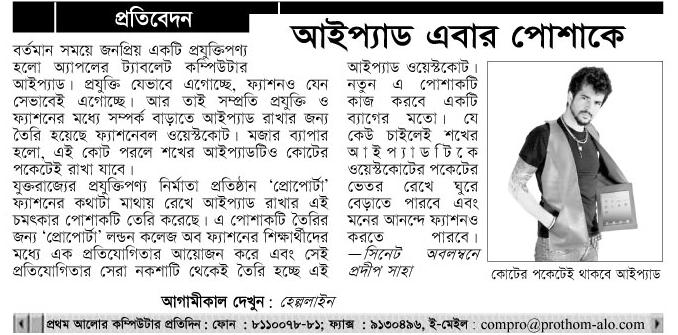 প্রতিবেদন
আইপ্যাড এবার পোশাকে
বর্তমান সময়ে জনপ্রিয় একটি প্রযুক্তিপণ্য
হলো অ্যাপলের ট্যাবলেট কম্পিউটার
আইপ্যাড। প্রযুক্তি যেভাবে এগোচ্ছে, ফ্যাশনও যেন
সেভাবেই এগোচ্ছে। আর তাই সম্প্রতি প্রযুক্তি ও
ফ্যাশনের মধ্যে সম্পর্ক বাড়াতে আইপ্যাড রাখার জন্য
তৈরি হয়েছে ফ্যাশনেবল ওয়েস্টকোট। মজার ব্যাপার
হলো, এই কোট পরলে শখের আইপ্যাডটিও কোটের
পকেটেই রাখা যাবে।
যুক্তরাজ্যের প্রযুক্তিপণ্য নির্মাতা প্রতিষ্ঠান ‘প্রোপোর্টা’
ফ্যাশনের কথাটা মাথায় রেখে আইপ্যাড রাখার এই
চমৎকার পোশাকটি তৈরি করেছে। এ পোশাকটি তৈরির
জন্য ‘প্রোপোর্টা’ লন্ডন কলেজ অব ফ্যাশনের শিক্ষার্থীদের
মধ্যে এক প্রতিযোগিতার আয়োজন করে এবং সেই
প্রতিযোগিতার সেরা নকশাটি থেকেই তৈরি হচ্ছে এই
আইপ্যাড ওয়েস্টকোট।
নতুন এ পোশাকটি
কাজ করবে একটি
ব্যাগের মতো। যে
কেউ চাইলেই শখের
আইপ্যাডটিকে
ওয়েস্টকোটের পকেটের
ভেতর রেখে ঘুরে
বেড়াতে পারবে এবং
মনের আনন্দে ফ্যাশনও
করতে পারবে।
—সিনেট অবলম্বনে
প্রদীপ সাহা
কোটের পকেটেই থাকবে আইপ্যাড
আগামীকাল দেখুন : হেল্পলাইন
প্রথম আলোর কম্পিউটার প্রতিদিন : ফোন : ৮১১০০৭৮-৮১; ফ্যাক্স : ৯১৩০৪৯৬, ই-মেইল : compro@prothom-alo.com